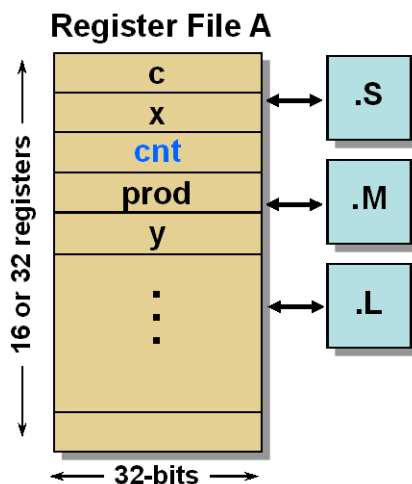 Register File A
c
x
cnt
prod
y
.S
.M
.L
16 or 32 registers
32-bits